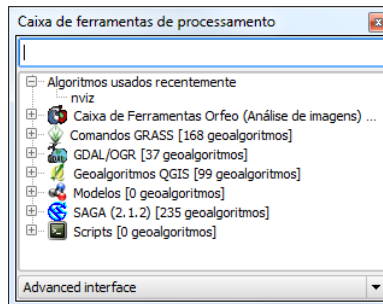 Caixa de ferramentas de processamento
Algoritmos usados recentemente
nviz
Caixa de Ferramentas Orfeo (Análise de imagens) ...
Comandos GRASS [168 geoalgoritmos]
GDAL/OGR [37 geoalgoritmos]
Geoalgoritmos QGIS [99 geoalgoritmos]
Modelos [0 geoalgoritmos]
SAGA (2.1.2) [235 geoalgoritmos]
Scripts [0 geoalgoritmos]
Advanced interface